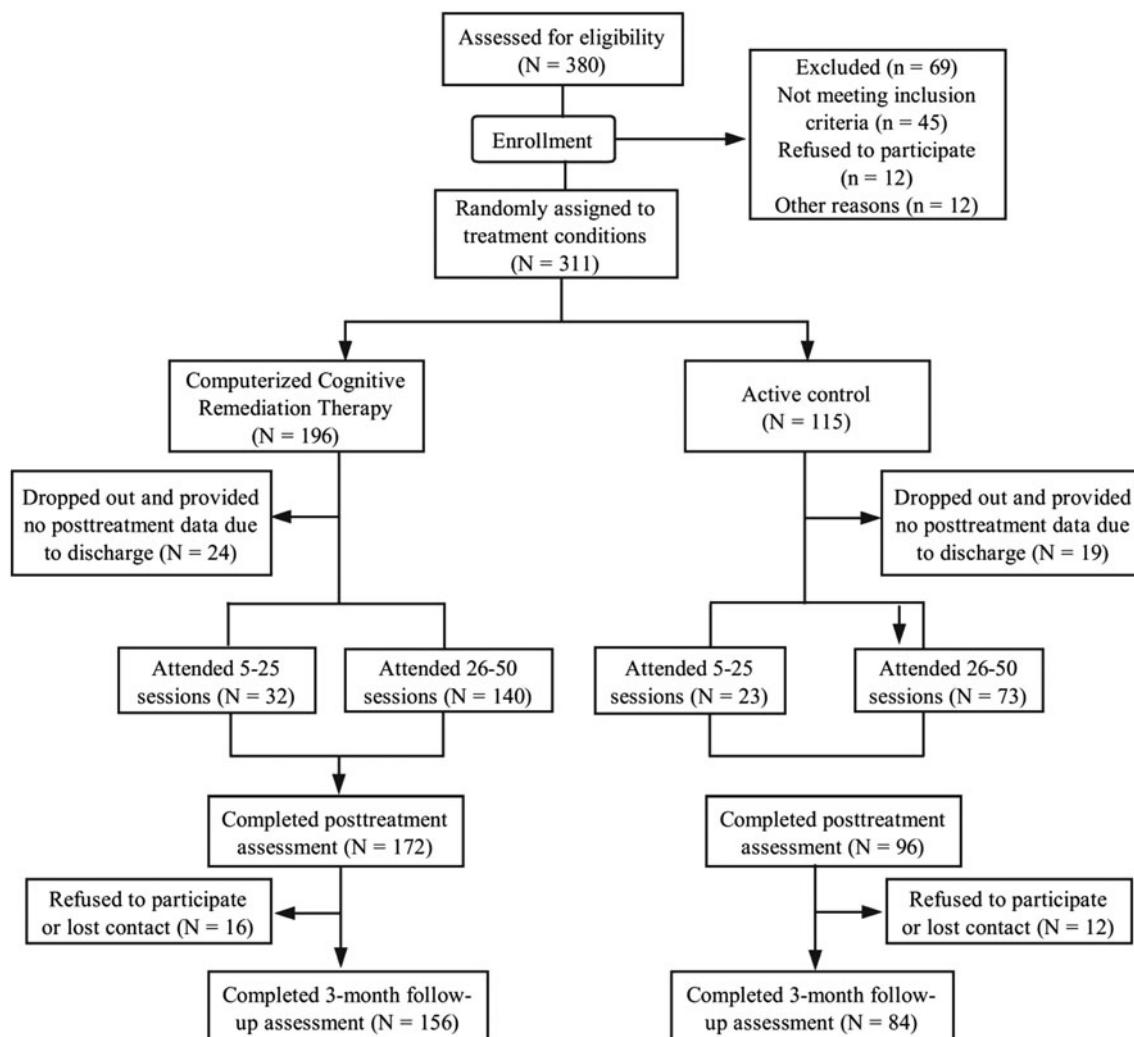 Assessed for eligibility
(N = 380)
Excluded (n = 69)
Not meeting inclusion
criteria (n = 45)
Refused to participate
(n = 12)
Other reasons (n = 12)
Enrollment
Randomly assigned to
treatment conditions
(N = 311)
Computerized Cognitive
Remediation Therapy
(N = 196)
Active control
(N = 115)
Dropped out and provided
no posttreatment data due
to discharge (N = 24)
Dropped out and provided
no posttreatment data due
to discharge (N = 19)
Attended 5-25
sessions (N = 32)
Attended 26-50
sessions (N = 140)
Attended 5-25
sessions (N = 23)
Attended 26-50
sessions (N = 73)
Completed posttreatment
assessment (N = 172)
Completed posttreatment
assessment (N = 96)
Refused to participate
or lost contact (N = 16)
Refused to participate
or lost contact (N = 12)
Completed 3-month follow-
up assessment (N = 156)
Completed 3-month follow-
up assessment (N = 84)